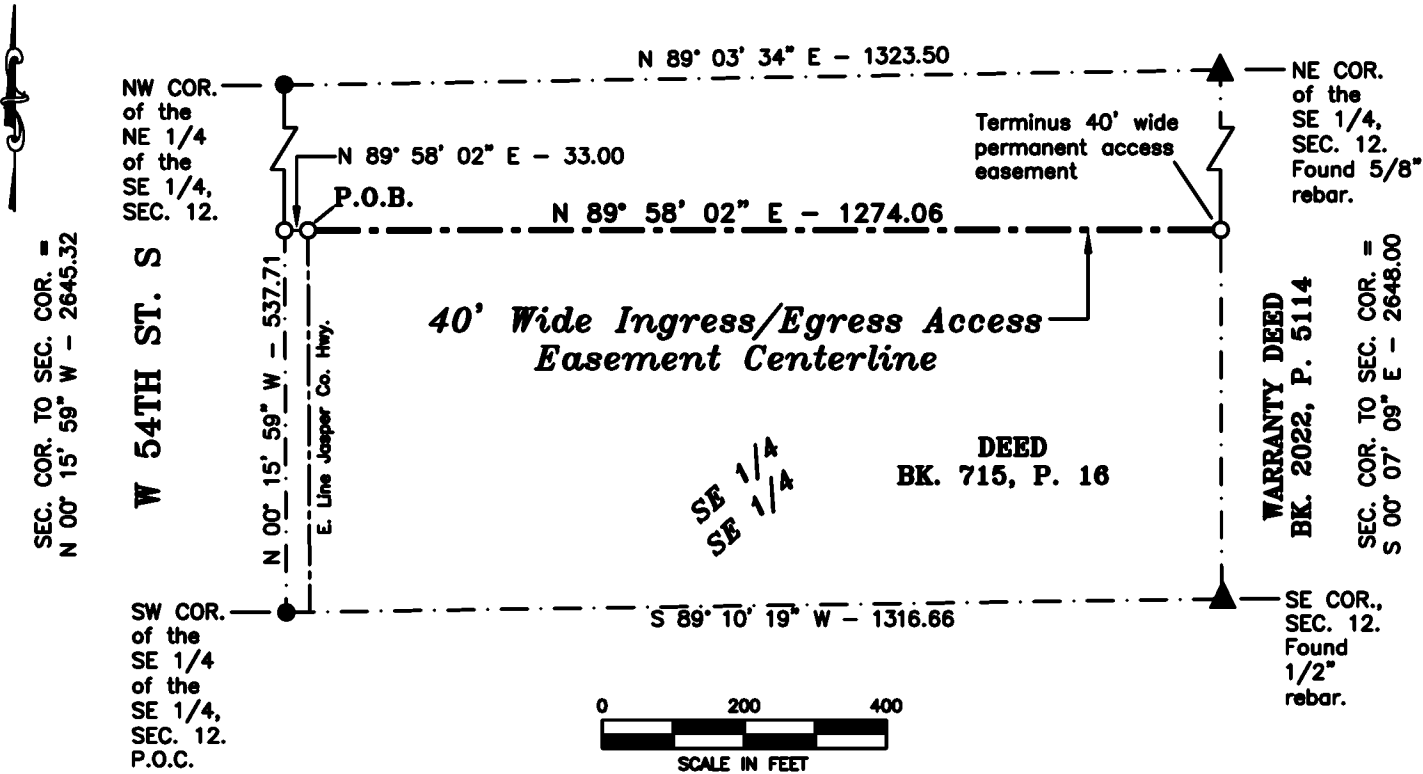 N 89° 03' 34" E - 1323.50
NW COR.
of the
NE 1/4
of the
SE 1/4,
SEC. 12.
NE COR.
of the
SE 1/4,
SEC. 12.
Found 5/8"
rebar.
Terminus 40' wide
permanent access
easement
N 89° 58' 02" E - 33.00
P.O.B.
N 89° 58' 02" E - 1274.06
SEC. COR. TO SEC. COR. =
N 00° 15' 59" W - 2645.32
W 54TH ST. S
N 00° 15' 59" W - 537.71
E. Line Jasper Co. Hwy.
40' Wide Ingress/Egress Access
Easement Centerline
SE 1/4
SE 1/4
DEED
BK. 715, P. 16
WARRANTY DEED
BK. 2022, P. 5114
SEC. COR. TO SEC. COR. =
S 00° 07' 09" E - 2648.00
SW COR.
of the
SE 1/4
of the
SE 1/4,
SEC. 12.
P.O.C.
S 89° 10' 19" W - 1316.66
SE COR.,
SEC. 12.
Found
1/2"
rebar.
0 200 400
SCALE IN FEET